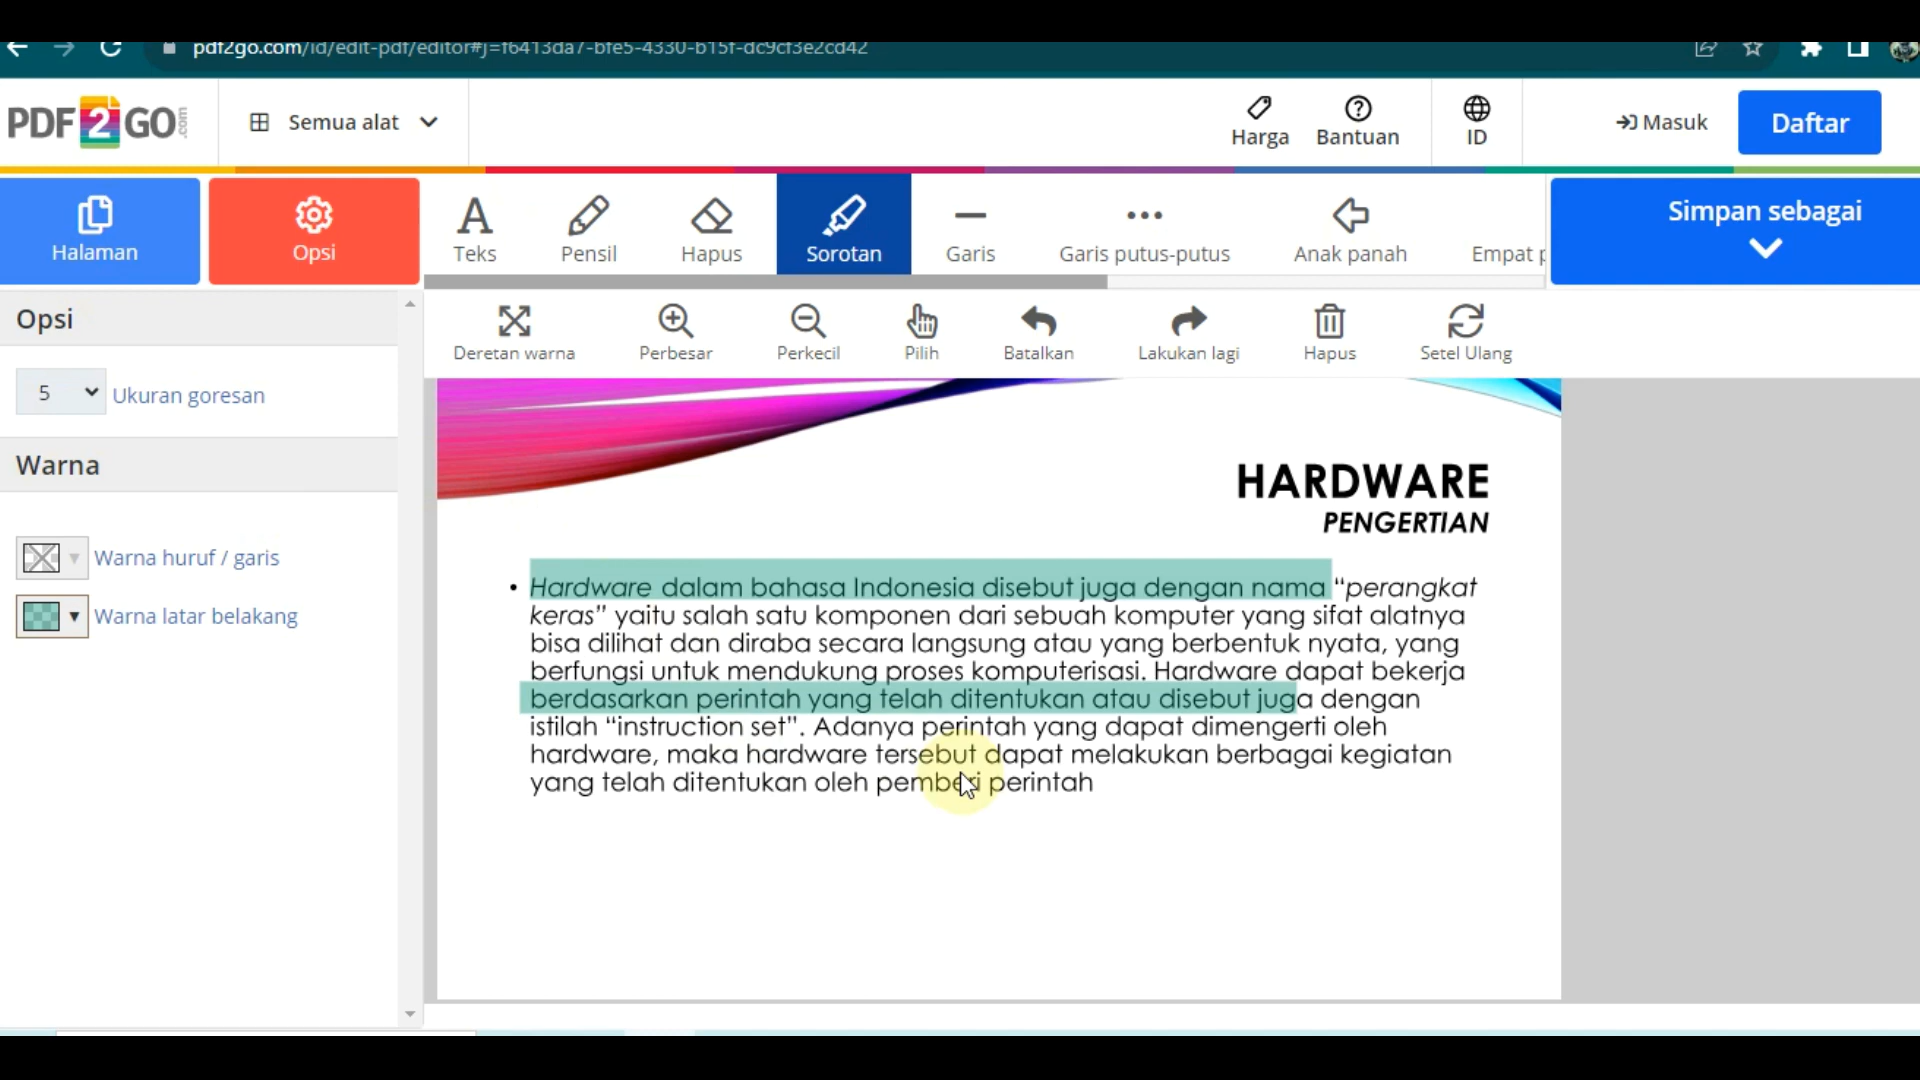 pdf2go.com/id/edit-pdf/editor#j=f6413da7-bfe5-4330-b15f-dc9cf3e2cd42
PDF2GO.com
Semua alat
Harga
Bantuan
ID
Masuk
Daftar
Halaman
Opsi
Teks
Pensil
Hapus
Sorotan
Garis
Garis putus-putus
Anak panah
Empat p
Simpan sebagai
Deretan warna
Perbesar
Perkecil
Pilih
Batalkan
Lakukan lagi
Hapus
Setel Ulang
Opsi
5
Ukuran goresan
Warna
Warna huruf / garis
Warna latar belakang
HARDWARE
PENGERTIAN
• Hardware dalam bahasa Indonesia disebut juga dengan nama “perangkat
keras” yaitu salah satu komponen dari sebuah komputer yang sifat alatnya
bisa dilihat dan diraba secara langsung atau yang berbentuk nyata, yang
berfungsi untuk mendukung proses komputerisasi. Hardware dapat bekerja
berdasarkan perintah yang telah ditentukan atau disebut juga dengan
istilah “instruction set”. Adanya perintah yang dapat dimengerti oleh
hardware, maka hardware tersebut dapat melakukan berbagai kegiatan
yang telah ditentukan oleh pemberi perintah